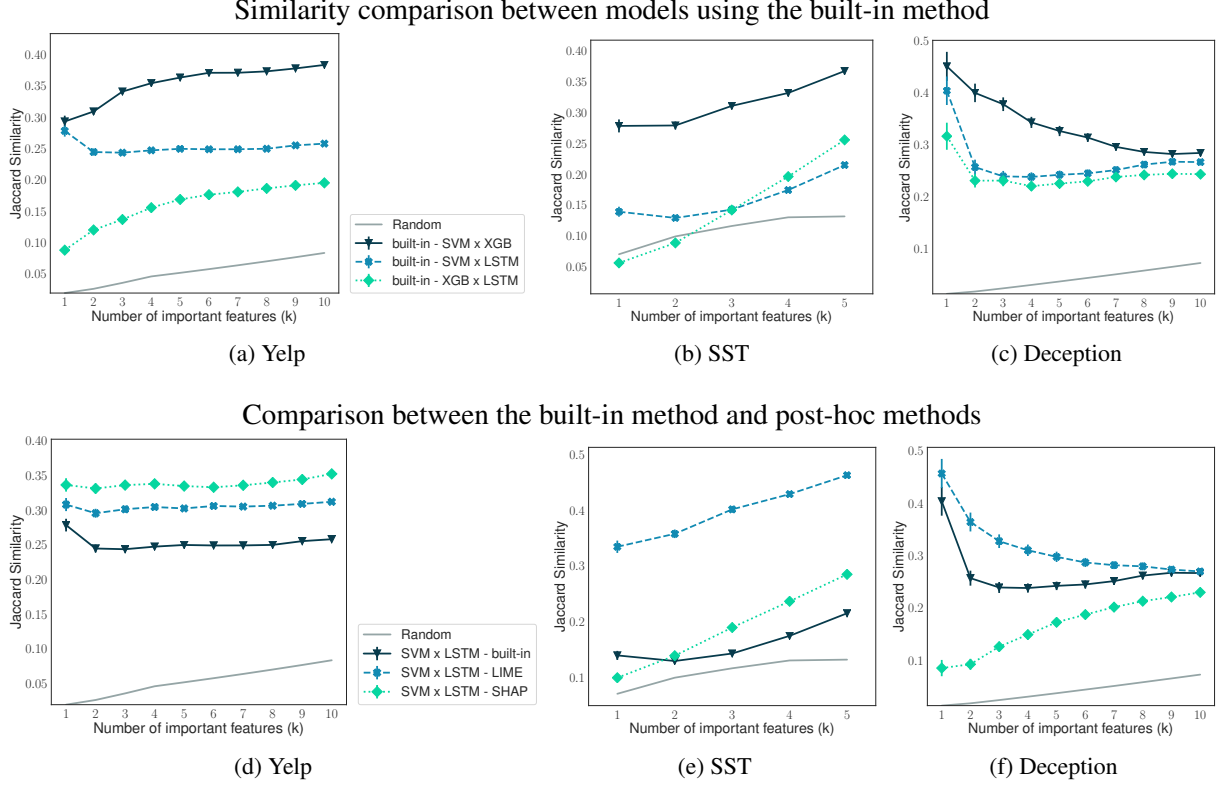 Similarity comparison between models using the built-in method
0.40
0.35
0.30
0.25
0.20
0.15
0.10
0.05
Jaccard Similarity
1 2 3 4 5 6 7 8 9 10
Number of important features (k)
Random
built-in - SVM x XGB
built-in - SVM x LSTM
built-in - XGB x LSTM
(a) Yelp
0.40
0.35
0.30
0.25
0.20
0.15
0.10
0.05
Jaccard Similarity
1 2 3 4 5
Number of important features (k)
(b) SST
0.5
0.4
0.3
0.2
0.1
Jaccard Similarity
1 2 3 4 5 6 7 8 9 10
Number of important features (k)
(c) Deception
Comparison between the built-in method and post-hoc methods
0.40
0.35
0.30
0.25
0.20
0.15
0.10
0.05
Jaccard Similarity
1 2 3 4 5 6 7 8 9 10
Number of important features (k)
Random
SVM x LSTM - built-in
SVM x LSTM - LIME
SVM x LSTM - SHAP
(d) Yelp
0.5
0.4
0.3
0.2
0.1
Jaccard Similarity
1 2 3 4 5
Number of important features (k)
(e) SST
0.5
0.4
0.3
0.2
0.1
Jaccard Similarity
1 2 3 4 5 6 7 8 9 10
Number of important features (k)
(f) Deception